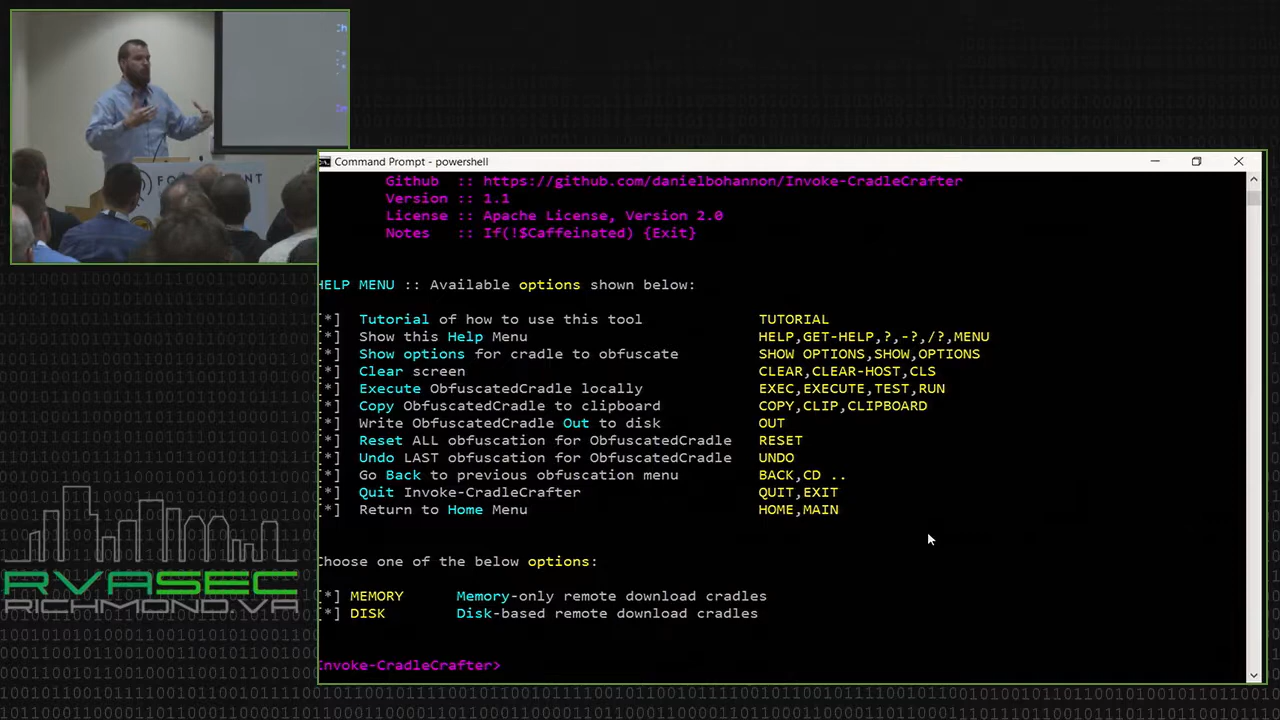 Command Prompt - powershell
Github :: https://github.com/danielbohannon/Invoke-CradleCrafter
Version :: 1.1
License :: Apache License, Version 2.0
Notes :: If(!$Caffeinated) {Exit}
HELP MENU :: Available options shown below:
[*] Tutorial of how to use this tool TUTORIAL
[*] Show this Help Menu HELP,GET-HELP,?,-?,/?,MENU
[*] Show options for cradle to obfuscate SHOW OPTIONS,SHOW,OPTIONS
[*] Clear screen CLEAR,CLEAR-HOST,CLS
[*] Execute ObfuscatedCradle locally EXEC,EXECUTE,TEST,RUN
[*] Copy ObfuscatedCradle to clipboard COPY,CLIP,CLIPBOARD
[*] Write ObfuscatedCradle Out to disk OUT
[*] Reset ALL obfuscation for ObfuscatedCradle RESET
[*] Undo LAST obfuscation for ObfuscatedCradle UNDO
[*] Go Back to previous obfuscation menu BACK,CD ..
[*] Quit Invoke-CradleCrafter QUIT,EXIT
[*] Return to Home Menu HOME,MAIN
Choose one of the below options:
[*] MEMORY Memory-only remote download cradles
[*] DISK Disk-based remote download cradles
Invoke-CradleCrafter>
RVASEC
RICHMOND.VA